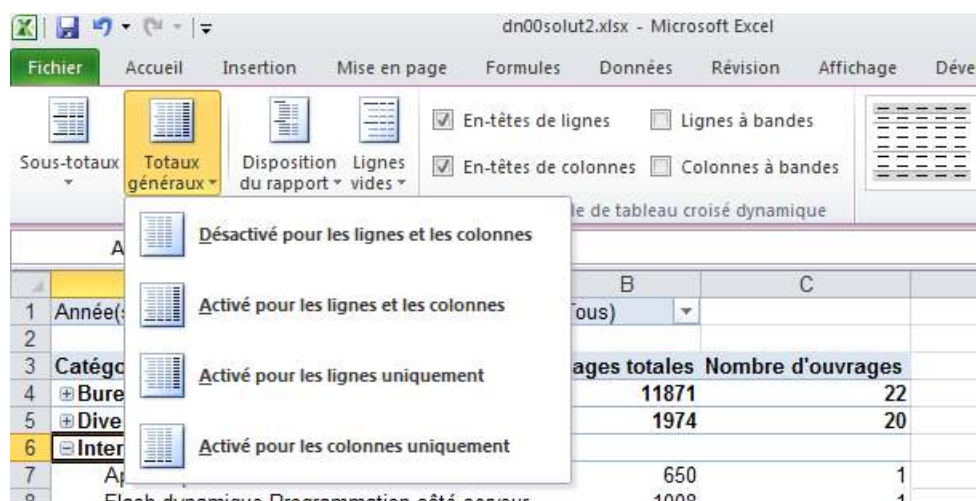 dn00solut2.xlsx - Microsoft Excel
Fichier Accueil Insertion Mise en page Formules Données Révision Affichage Déve
Sous-totaux Totaux généraux Disposition du rapport Lignes vides
En-têtes de lignes Lignes à bandes
En-têtes de colonnes Colonnes à bandes
le de tableau croisé dynamique
Désactivé pour les lignes et les colonnes
Activé pour les lignes et les colonnes
Activé pour les lignes uniquement
Activé pour les colonnes uniquement
A
B C
1 Année(s ous)
2
3 Catégo ages totales Nombre d'ouvrages
4 Bure 11871 22
5 Dive 1974 20
6 Inter
7 650 1